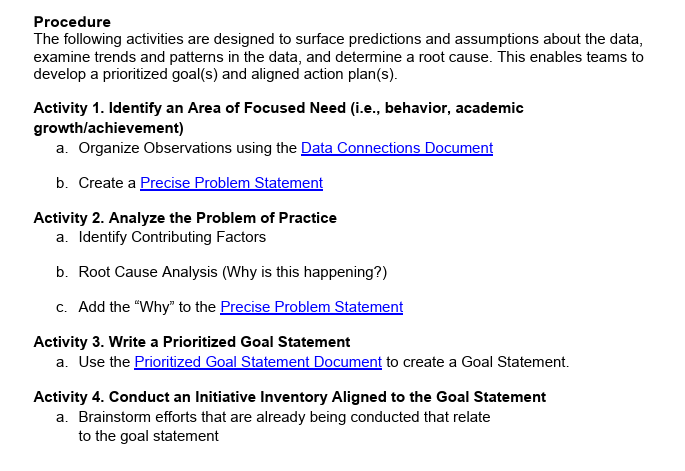 Procedure
The following activities are designed to surface predictions and assumptions about the data,
examine trends and patterns in the data, and determine a root cause. This enables teams to
develop a prioritized goal(s) and aligned action plan(s).
Activity 1. Identify an Area of Focused Need (i.e., behavior, academic
growth/achievement)
a. Organize Observations using the Data Connections Document
b. Create a Precise Problem Statement
Activity 2. Analyze the Problem of Practice
a. Identify Contributing Factors
b. Root Cause Analysis (Why is this happening?)
c. Add the “Why” to the Precise Problem Statement
Activity 3. Write a Prioritized Goal Statement
a. Use the Prioritized Goal Statement Document to create a Goal Statement.
Activity 4. Conduct an Initiative Inventory Aligned to the Goal Statement
a. Brainstorm efforts that are already being conducted that relate
to the goal statement